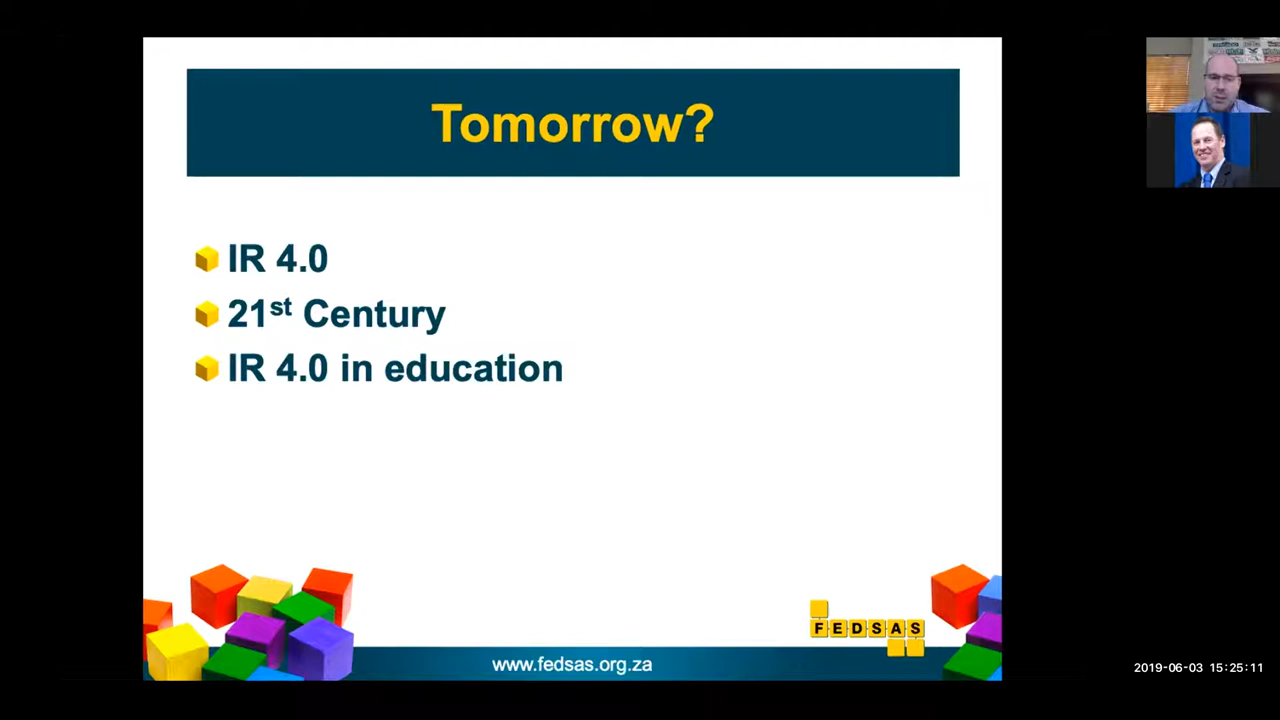 Tomorrow?
IR 4.0
21st Century
IR 4.0 in education
FEDSAS
www.fedsas.org.za
2019-06-03 15:25:11